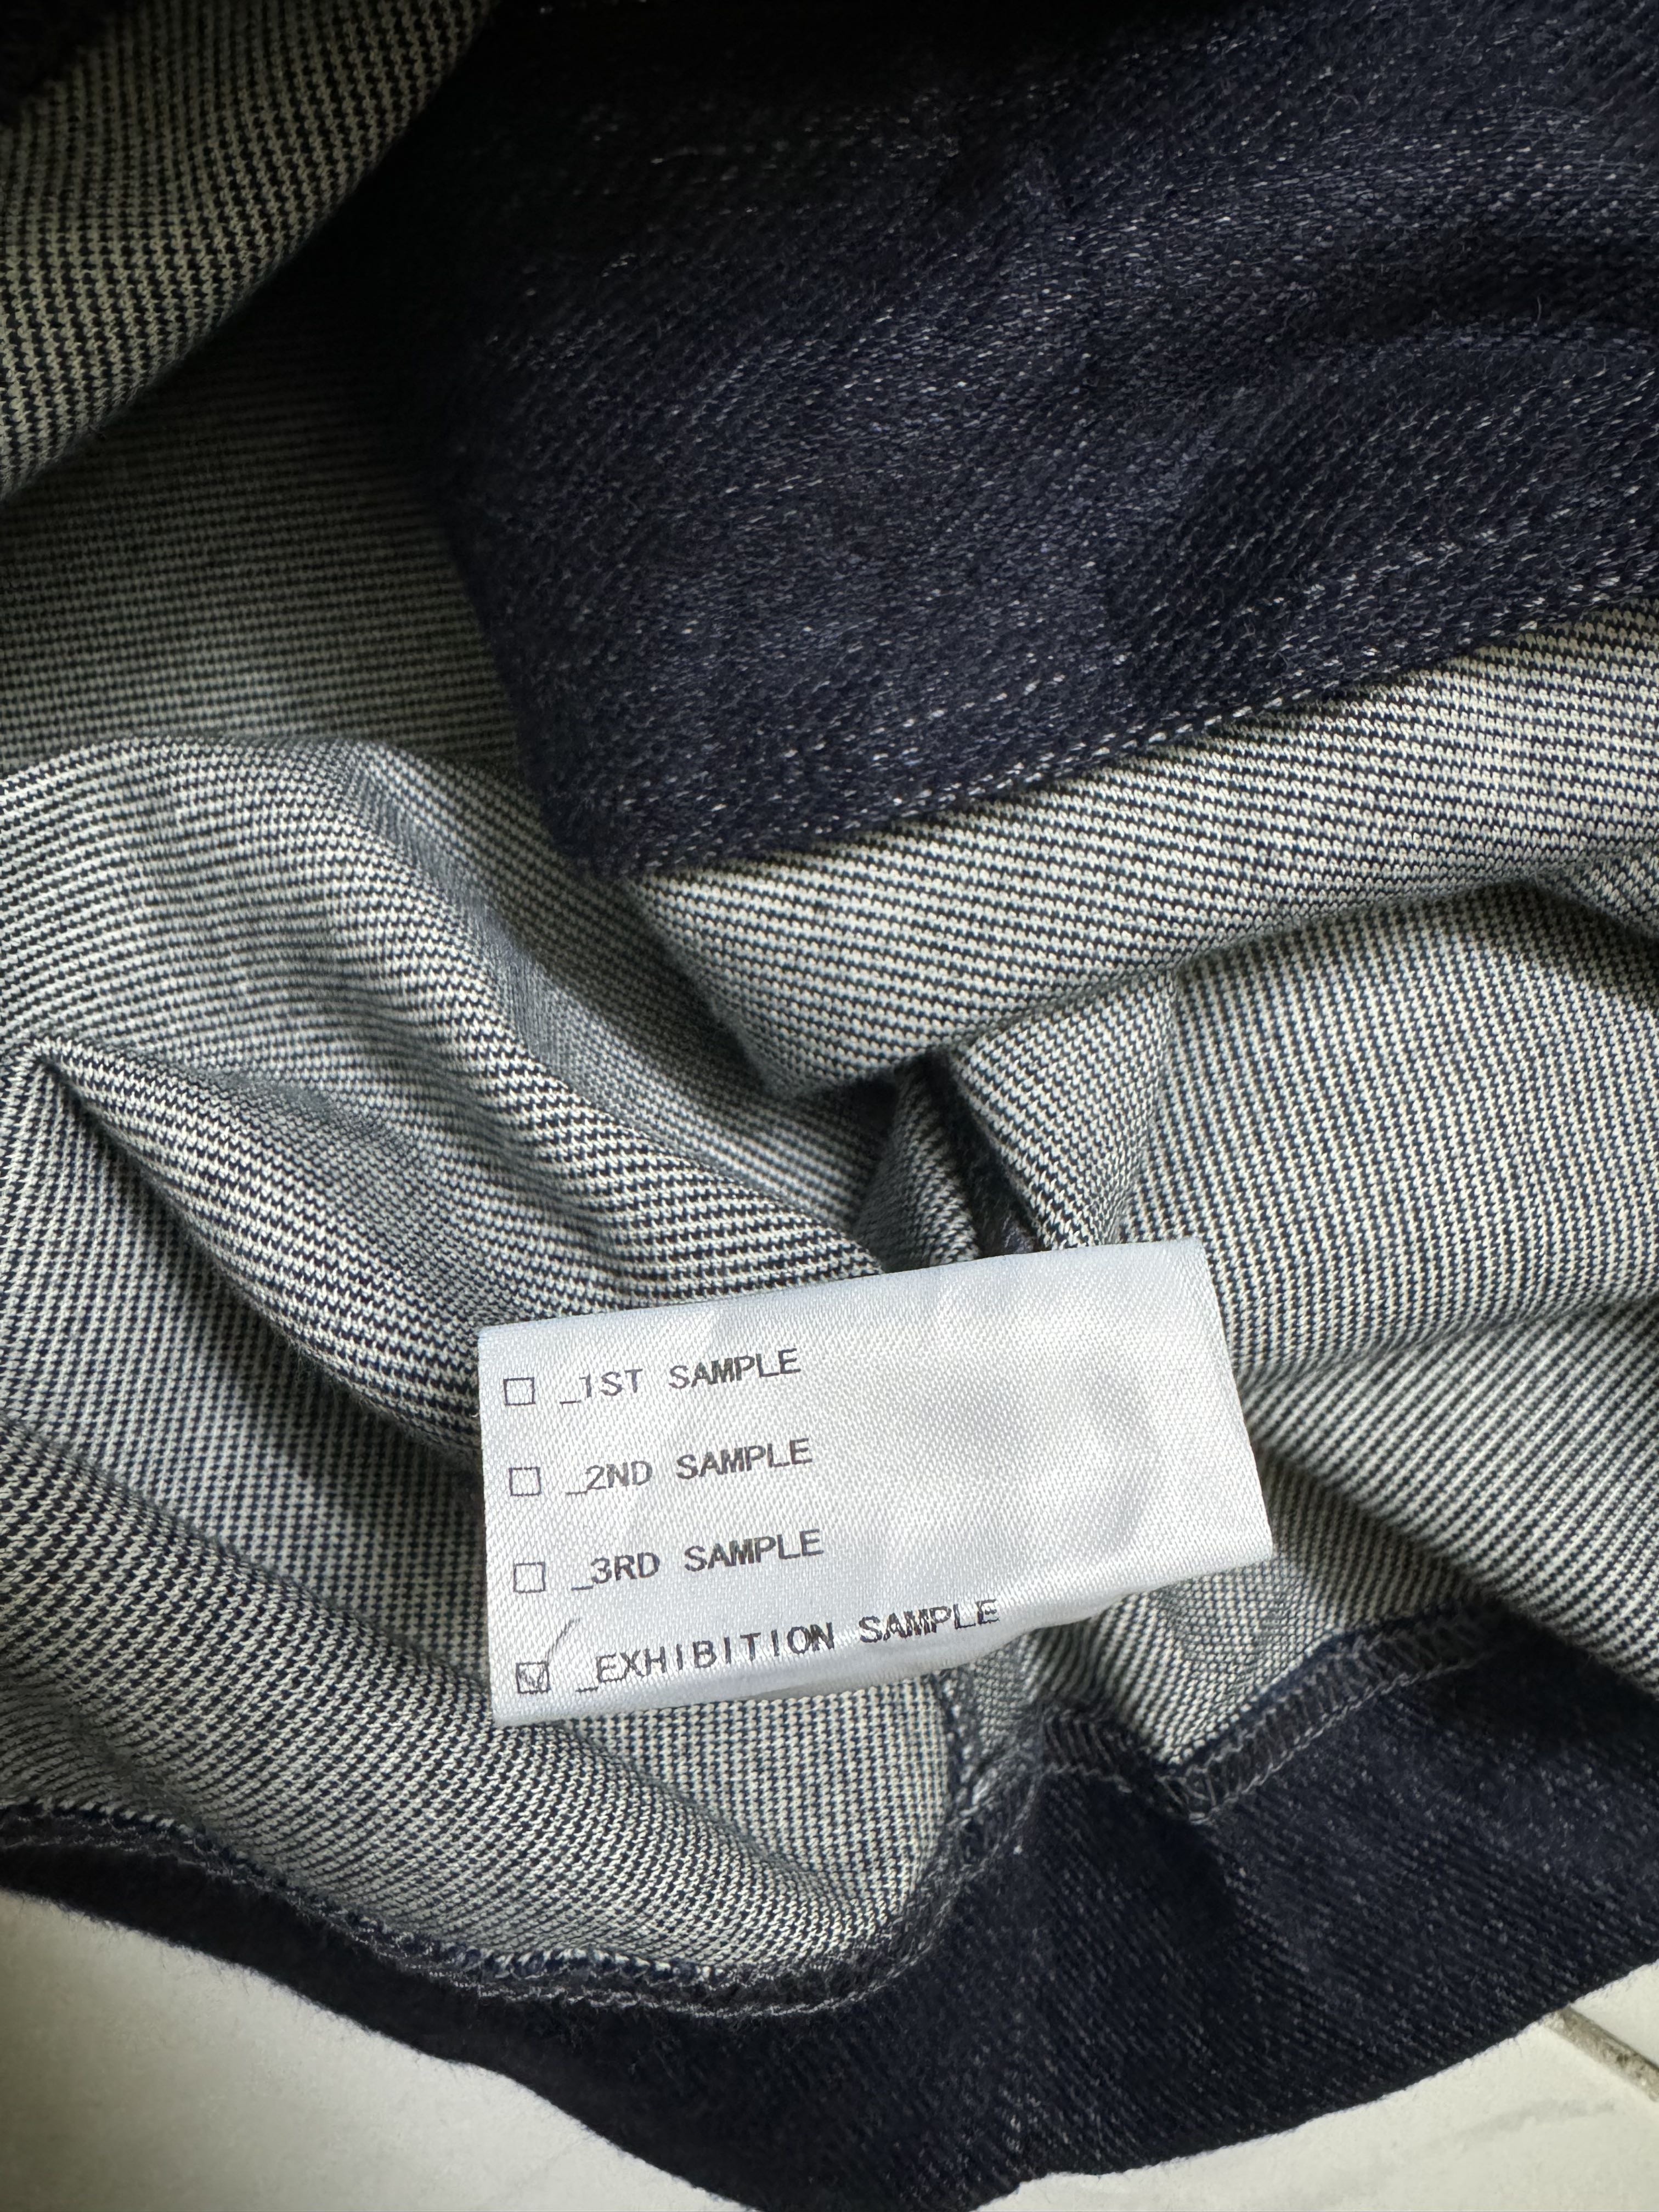 ☐ _1ST SAMPLE
☐ _2ND SAMPLE
☐ _3RD SAMPLE
☑ _EXHIBITION SAMPLE